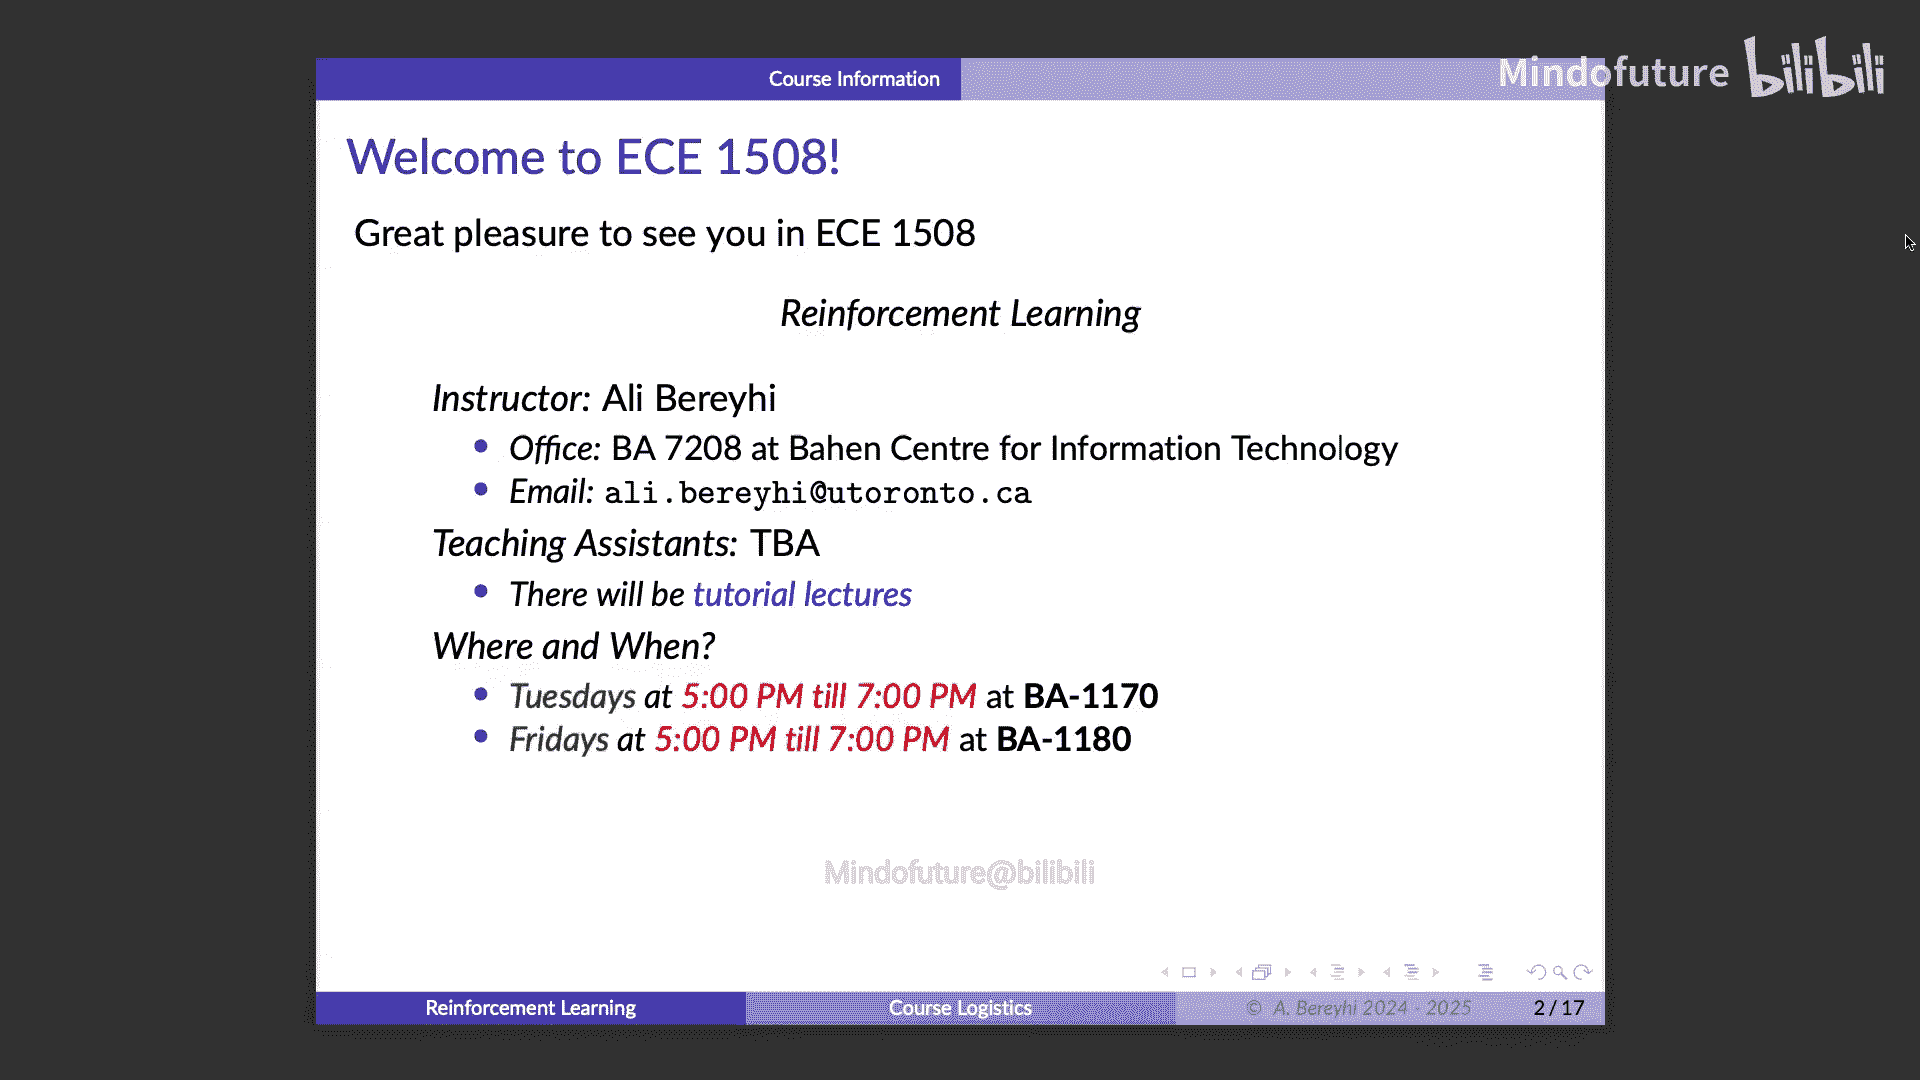 Course Information
Mindofuture bilibili
Welcome to ECE 1508!
Great pleasure to see you in ECE 1508
Reinforcement Learning
Instructor: Ali Bereyhi
• Office: BA 7208 at Bahen Centre for Information Technology
• Email: ali.bereyhi@utoronto.ca
Teaching Assistants: TBA
• There will be tutorial lectures
Where and When?
• Tuesdays at 5:00 PM till 7:00 PM at BA-1170
• Fridays at 5:00 PM till 7:00 PM at BA-1180
Mindofuture@bilibili
Reinforcement Learning Course Logistics © A. Bereyhi 2024 - 2025 2 / 17